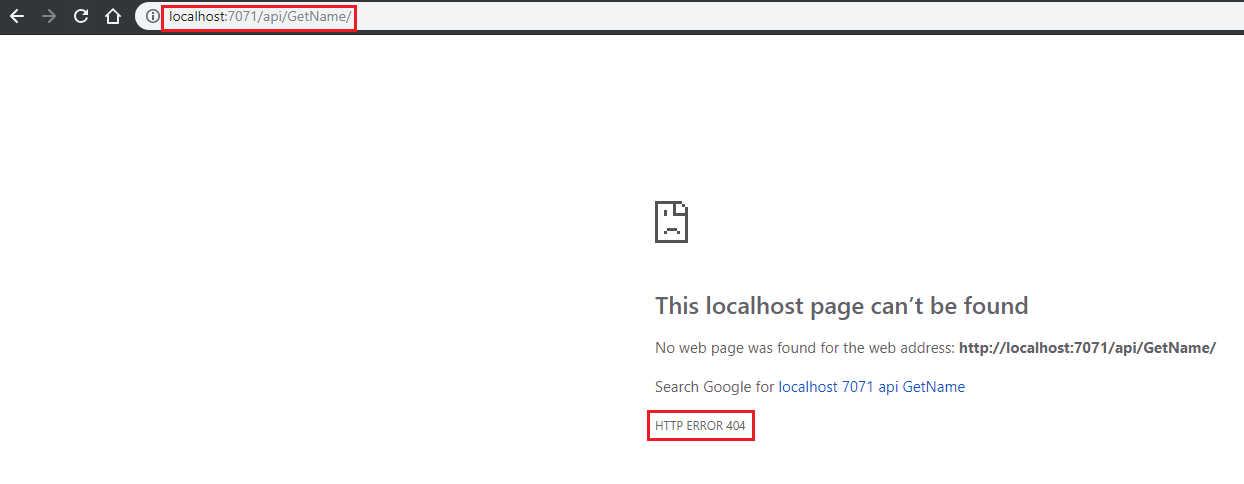 localhost:7071/api/GetName/
This localhost page can’t be found
No web page was found for the web address: http://localhost:7071/api/GetName/
Search Google for localhost 7071 api GetName
HTTP ERROR 404